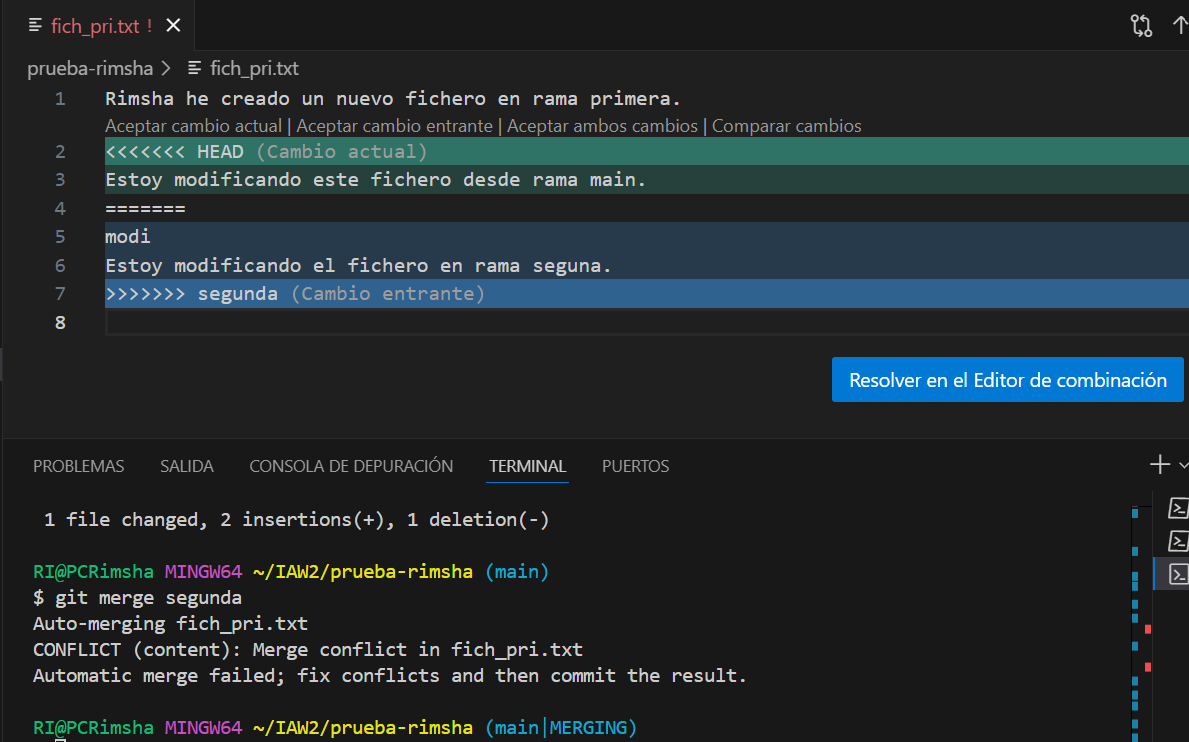 fich_pri.txt !
prueba-rimsha > fich_pri.txt
1 Rimsha he creado un nuevo fichero en rama primera.
Aceptar cambio actual | Aceptar cambio entrante | Aceptar ambos cambios | Comparar cambios
2 <<<<<<< HEAD (Cambio actual)
3 Estoy modificando este fichero desde rama main.
4 =======
5 modi
6 Estoy modificando el fichero en rama seguna.
7 >>>>>>> segunda (Cambio entrante)
8
Resolver en el Editor de combinación
PROBLEMAS SALIDA CONSOLA DE DEPURACIÓN TERMINAL PUERTOS
1 file changed, 2 insertions(+), 1 deletion(-)
RI@PCRimsha MINGW64 ~/IAW2/prueba-rimsha (main)
$ git merge segunda
Auto-merging fich_pri.txt
CONFLICT (content): Merge conflict in fich_pri.txt
Automatic merge failed; fix conflicts and then commit the result.
RI@PCRimsha MINGW64 ~/IAW2/prueba-rimsha (main|MERGING)